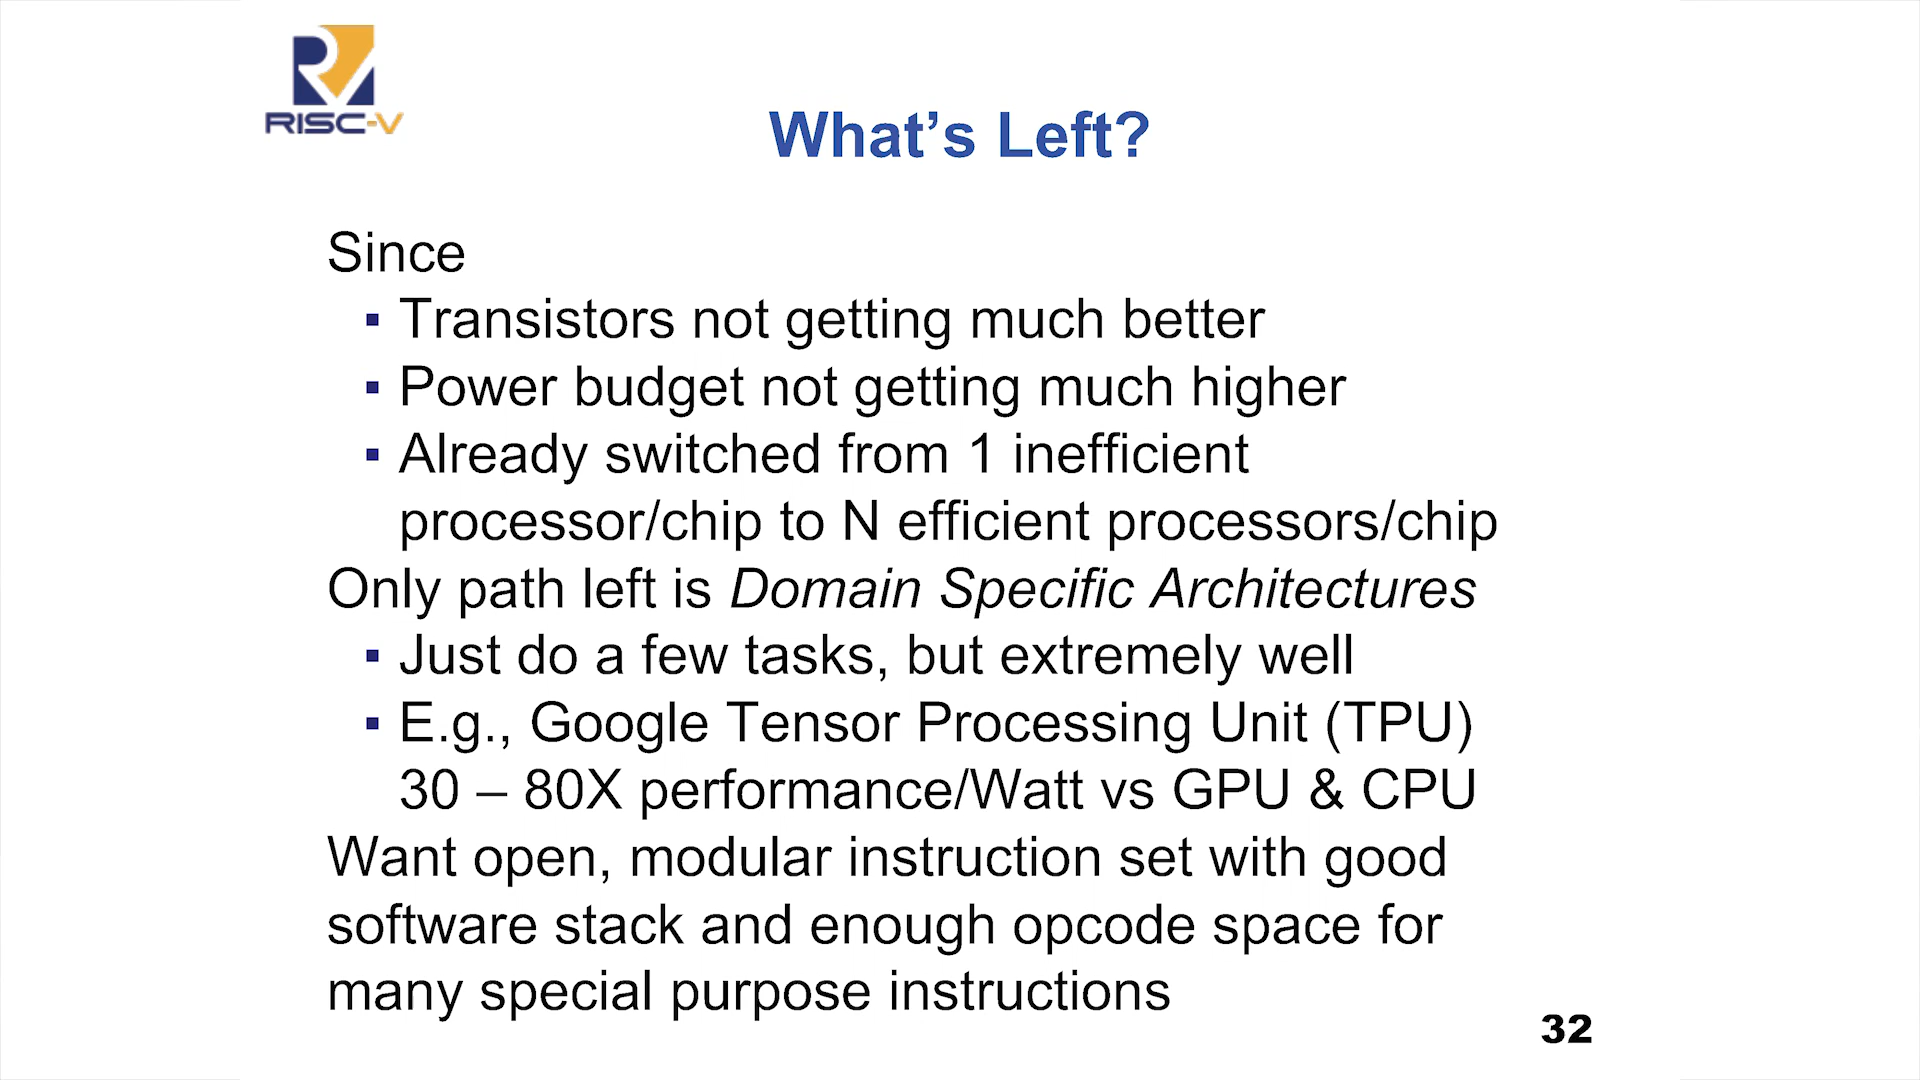 RISC-V
What's Left?
Since
▪ Transistors not getting much better
▪ Power budget not getting much higher
▪ Already switched from 1 inefficient
processor/chip to N efficient processors/chip
Only path left is Domain Specific Architectures
▪ Just do a few tasks, but extremely well
▪ E.g., Google Tensor Processing Unit (TPU)
30 – 80X performance/Watt vs GPU & CPU
Want open, modular instruction set with good
software stack and enough opcode space for
many special purpose instructions
32